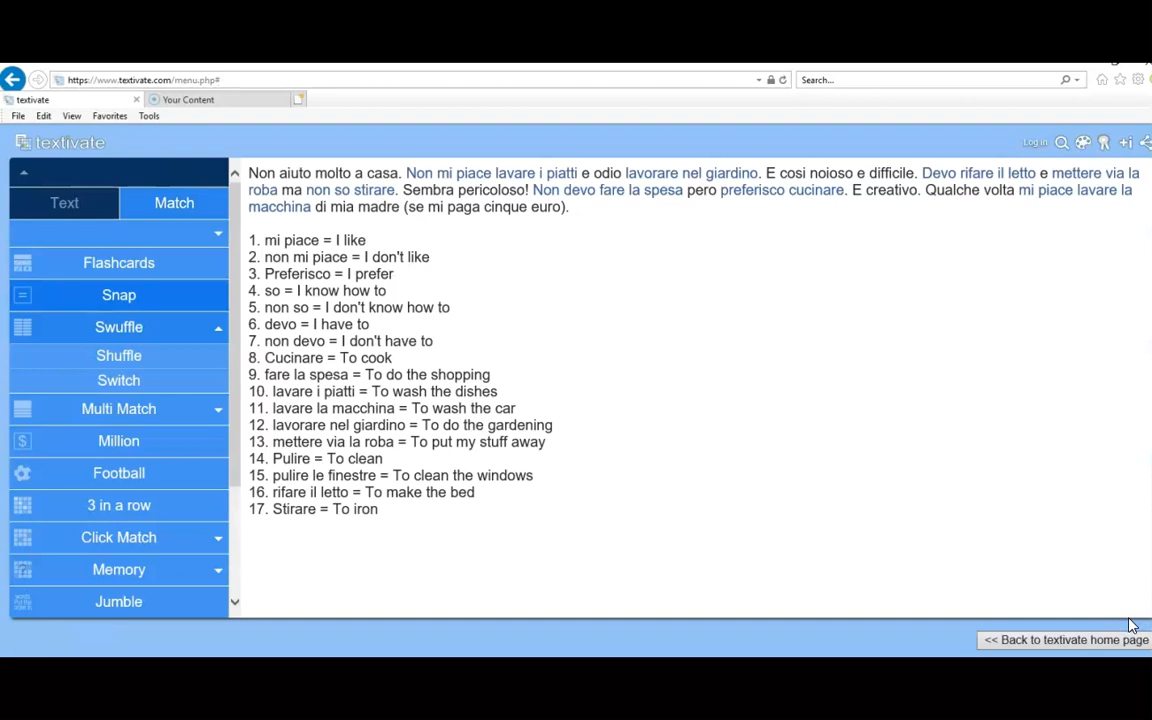 https://www.textivate.com/menu.php#
Search...
textivate
Your Content
File Edit View Favorites Tools
textivate
Log in
+i
Text Match
Flashcards
Snap
Swuffle
Shuffle
Switch
Multi Match
Million
Football
3 in a row
Click Match
Memory
Jumble
Non aiuto molto a casa. Non mi piace lavare i piatti e odio lavorare nel giardino. E cosi noioso e difficile. Devo rifare il letto e mettere via la
roba ma non so stirare. Sembra pericoloso! Non devo fare la spesa pero preferisco cucinare. E creativo. Qualche volta mi piace lavare la
macchina di mia madre (se mi paga cinque euro).
1. mi piace = I like
2. non mi piace = I don't like
3. Preferisco = I prefer
4. so = I know how to
5. non so = I don't know how to
6. devo = I have to
7. non devo = I don't have to
8. Cucinare = To cook
9. fare la spesa = To do the shopping
10. lavare i piatti = To wash the dishes
11. lavare la macchina = To wash the car
12. lavorare nel giardino = To do the gardening
13. mettere via la roba = To put my stuff away
14. Pulire = To clean
15. pulire le finestre = To clean the windows
16. rifare il letto = To make the bed
17. Stirare = To iron
<< Back to textivate home page